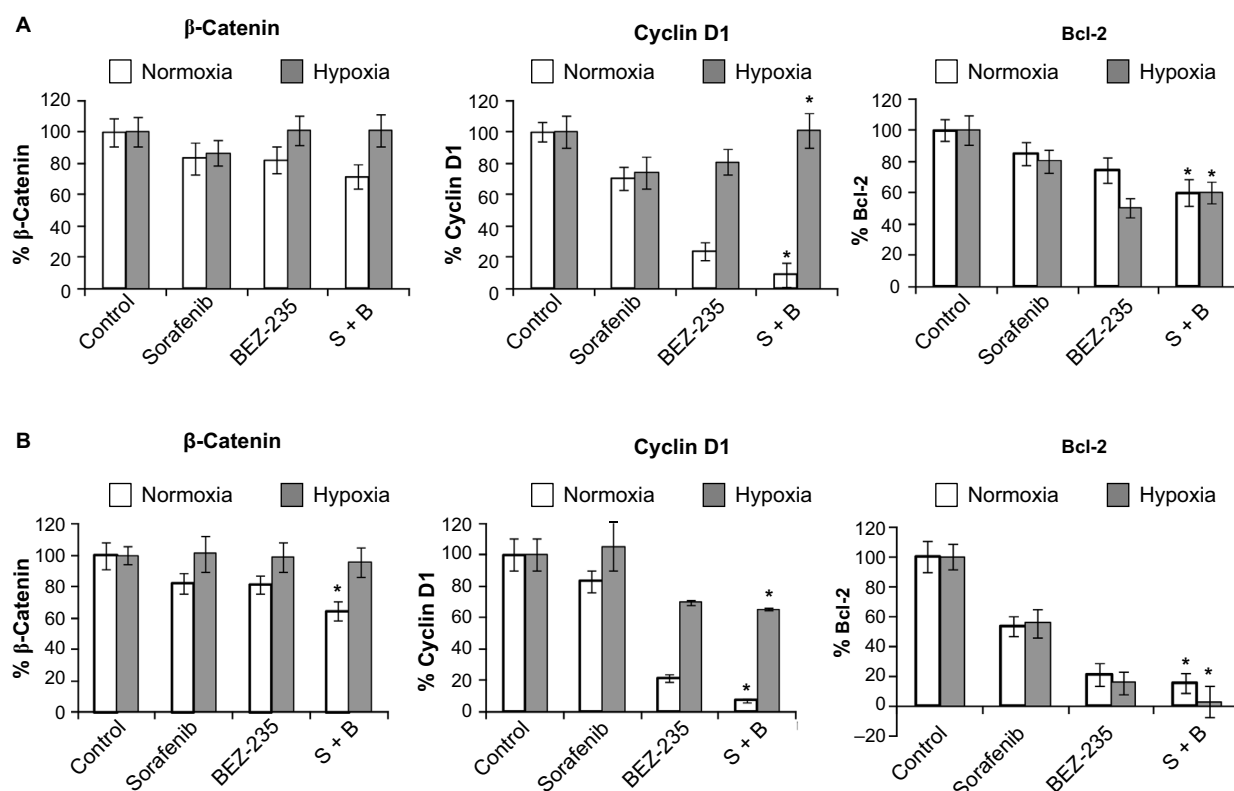 A
β-Catenin
Normoxia Hypoxia
% β-Catenin
120
100
80
60
40
20
0
Control
Sorafenib
BEZ-235
S + B
Cyclin D1
Normoxia Hypoxia
% Cyclin D1
120
100
80
60
40
20
0
*
*
Control
Sorafenib
BEZ-235
S + B
Bcl-2
Normoxia Hypoxia
% Bcl-2
120
100
80
60
40
20
0
* *
Control
Sorafenib
BEZ-235
S + B
B
β-Catenin
Normoxia Hypoxia
% β-Catenin
120
100
80
60
40
20
0
*
Control
Sorafenib
BEZ-235
S + B
Cyclin D1
Normoxia Hypoxia
% Cyclin D1
120
100
80
60
40
20
0
*
*
Control
Sorafenib
BEZ-235
S + B
Bcl-2
Normoxia Hypoxia
% Bcl-2
120
100
80
60
40
20
0
–20
*
*
Control
Sorafenib
BEZ-235
S + B